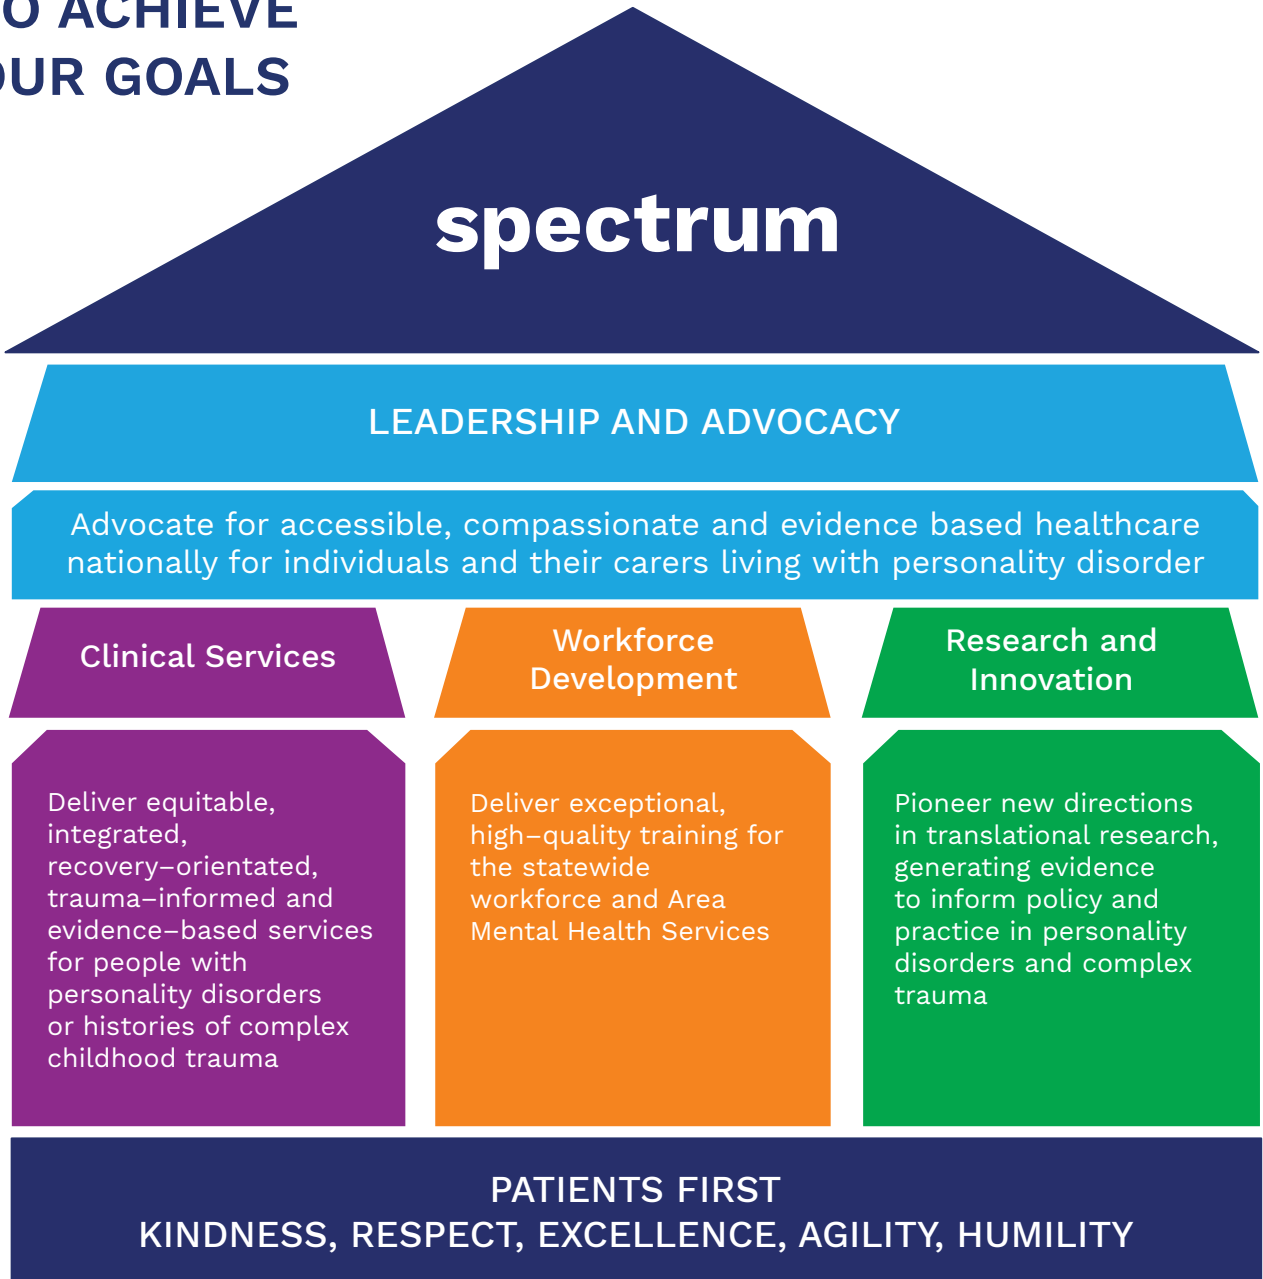 O ACHIEVE
OUR GOALS
spectrum
LEADERSHIP AND ADVOCACY
Advocate for accessible, compassionate and evidence based healthcare
nationally for individuals and their carers living with personality disorder
Clinical Services
Workforce
Development
Research and
Innovation
Deliver equitable,
integrated,
recovery–orientated,
trauma–informed and
evidence–based services
for people with
personality disorders
or histories of complex
childhood trauma
Deliver exceptional,
high–quality training for
the statewide
workforce and Area
Mental Health Services
Pioneer new directions
in translational research,
generating evidence
to inform policy and
practice in personality
disorders and complex
trauma
PATIENTS FIRST
KINDNESS, RESPECT, EXCELLENCE, AGILITY, HUMILITY